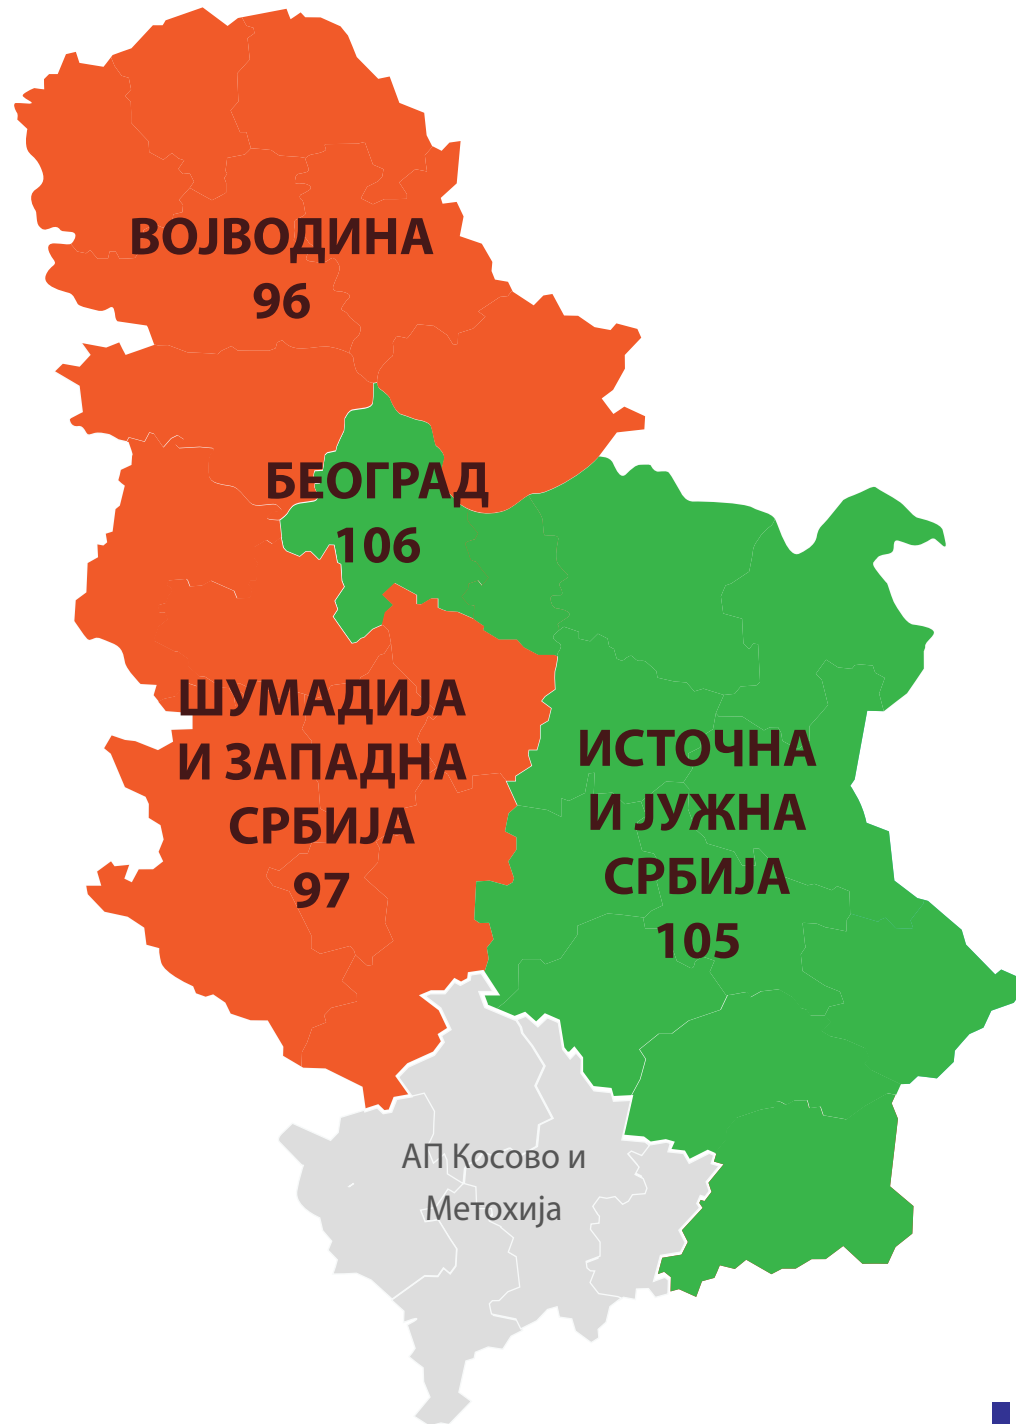 ВОЈВОДИНА
96
БЕОГРАД
106
ШУМАДИЈА
И ЗАПАДНА
СРБИЈА
97
ИСТОЧНА
И ЈУЖНА
СРБИЈА
105
АП Косово и
Метохија